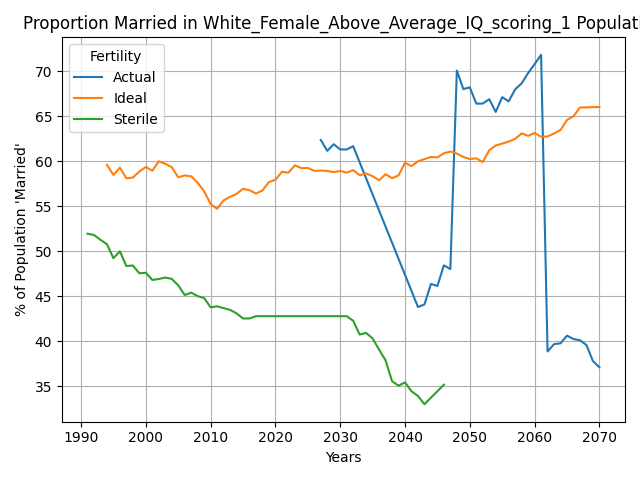 Proportion Married in White_Female_Above_Average_IQ_scoring_1 Populati
Fertility
Actual
Ideal
Sterile
% of Population 'Married'
70
65
60
55
50
45
40
35
1990 2000 2010 2020 2030 2040 2050 2060 2070
Years